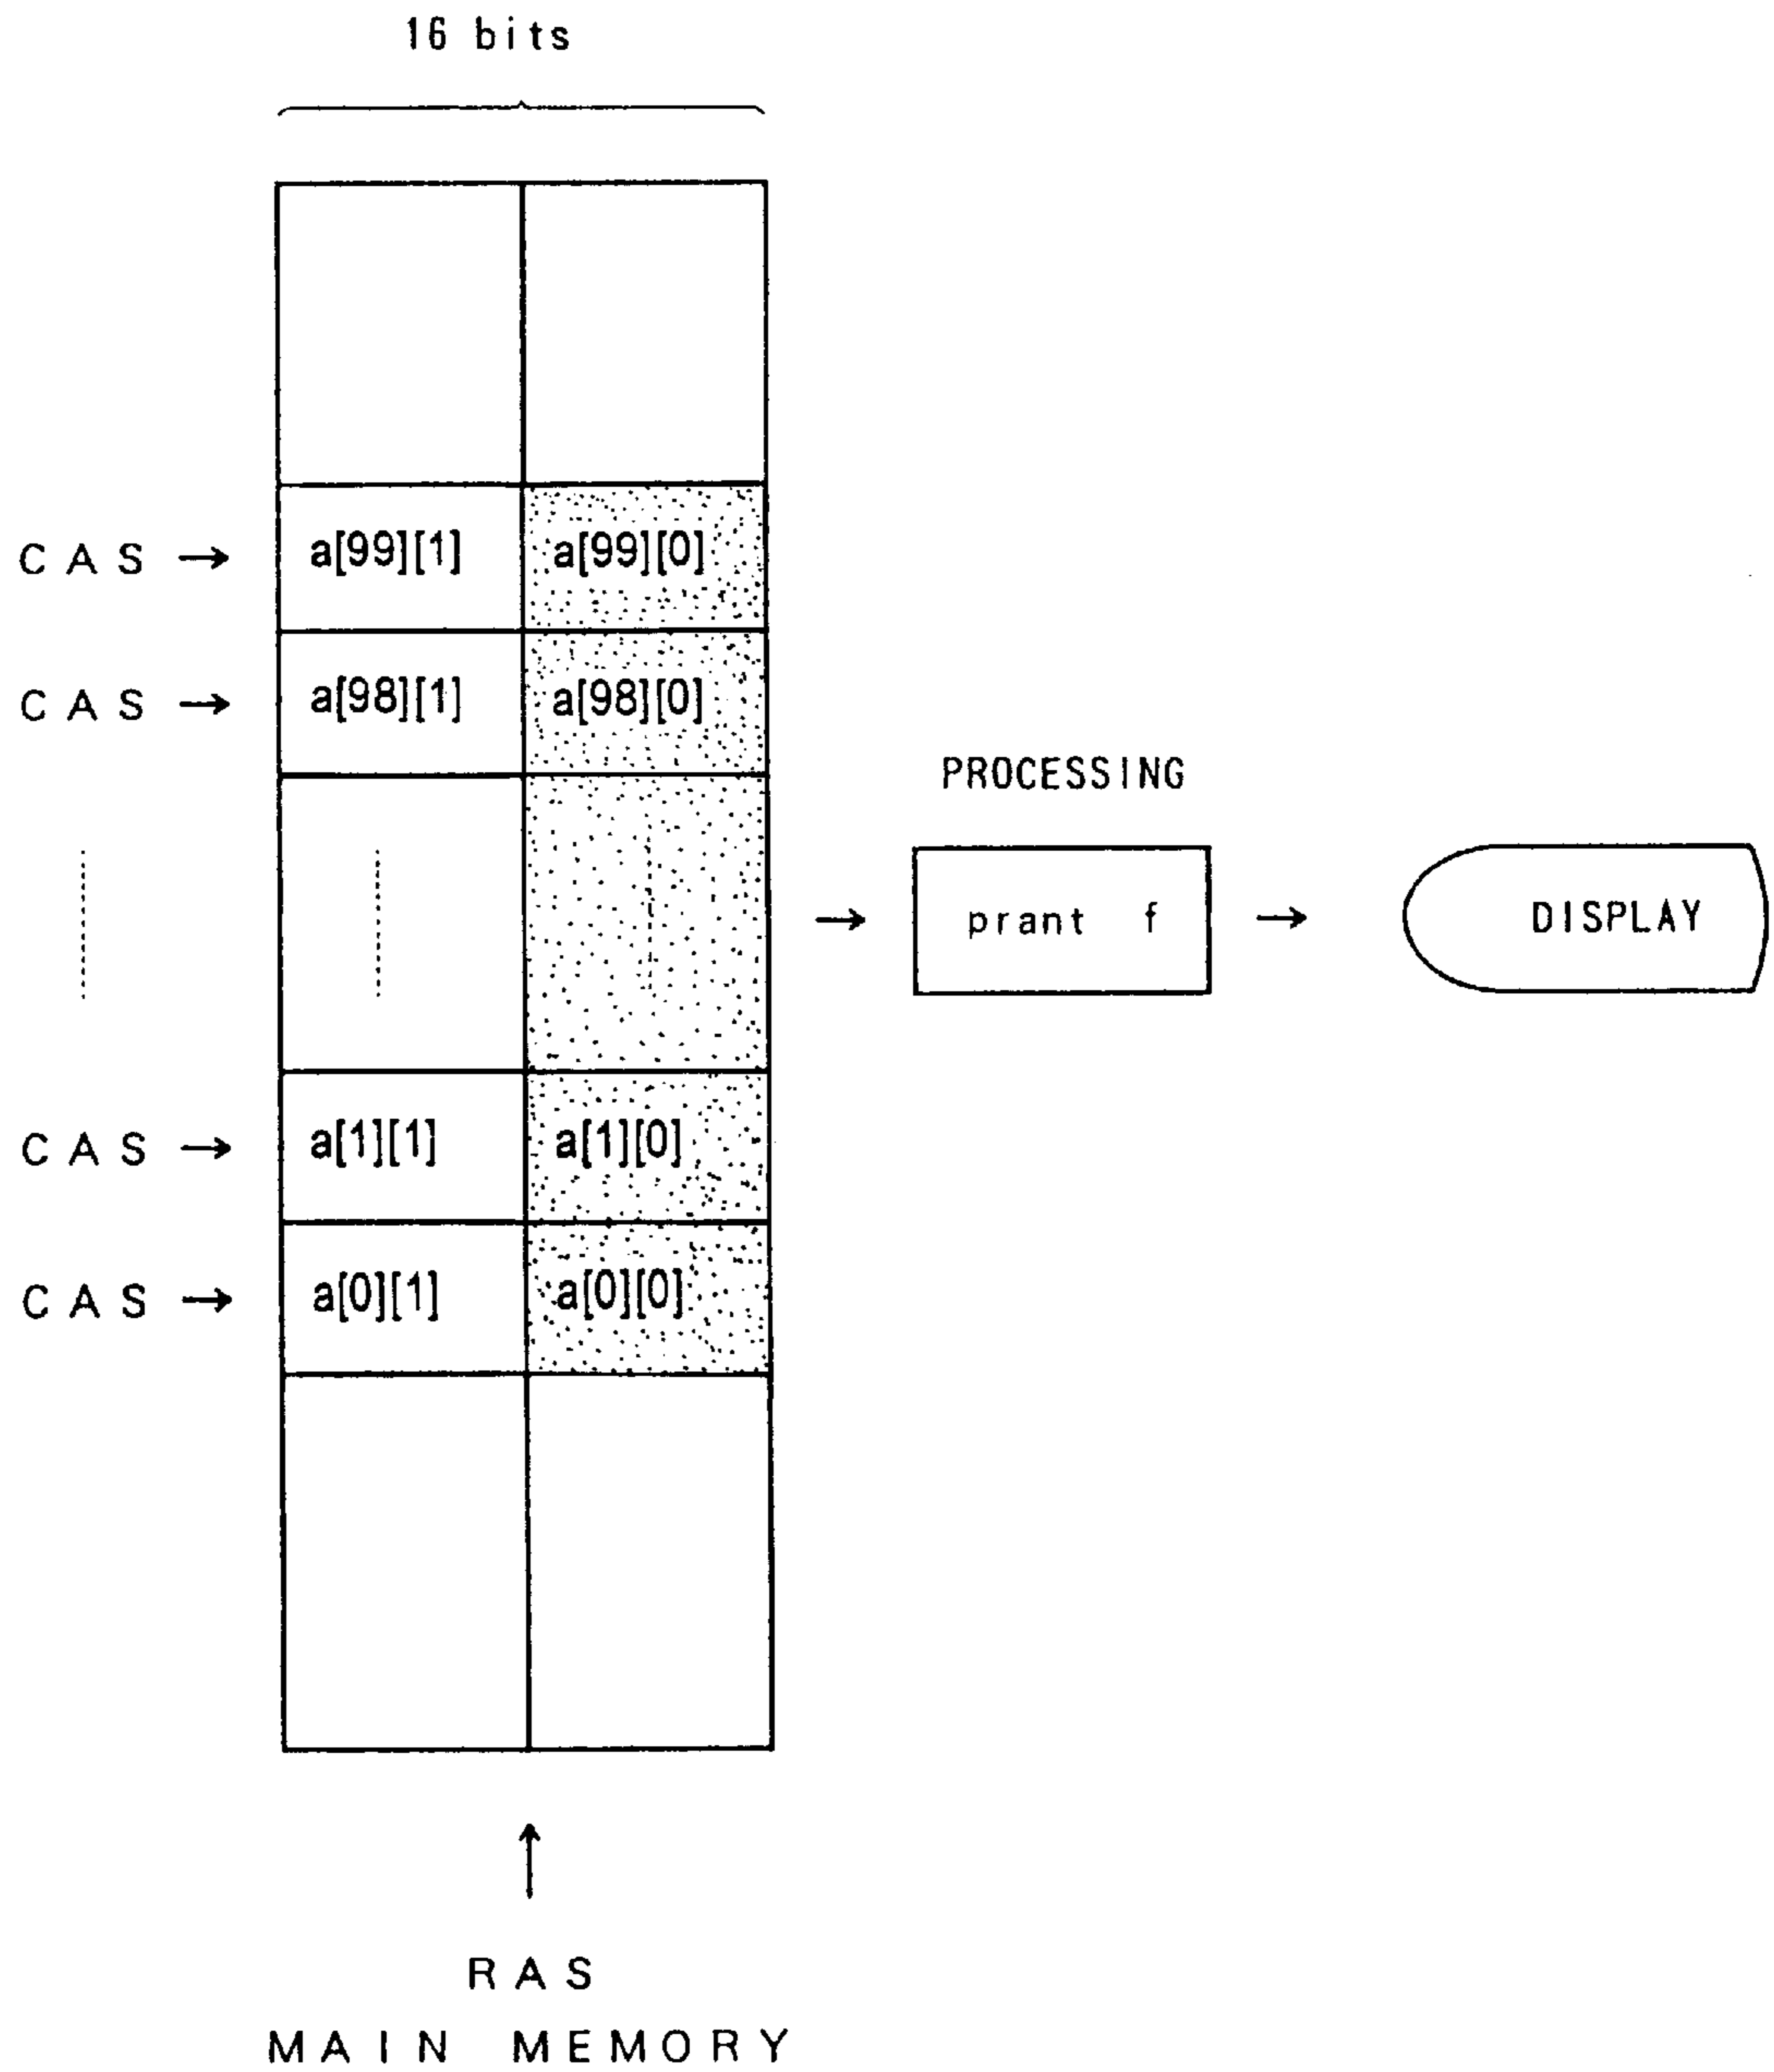 16 bits
CAS → a[99][1] a[99][0]
CAS → a[98][1] a[98][0]
PROCESSING
→ prant f → DISPLAY
CAS → a[1][1] a[1][0]
CAS → a[0][1] a[0][0]
↑
RAS
MAIN MEMORY